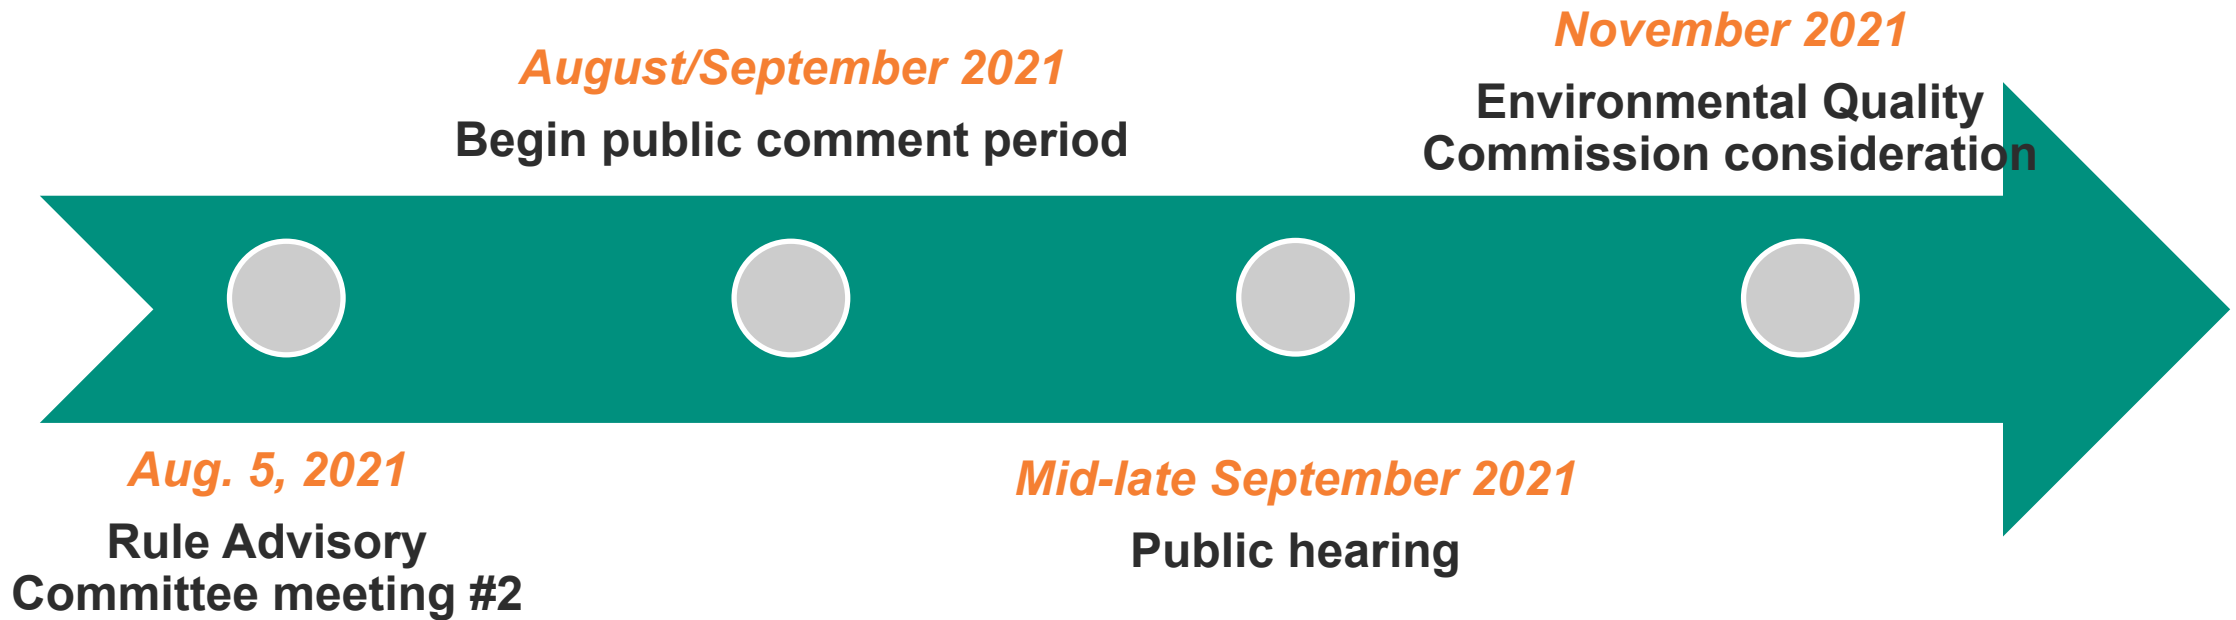 Aug. 5, 2021
Rule Advisory
Committee meeting #2
August/September 2021
Begin public comment period
Mid-late September 2021
Public hearing
November 2021
Environmental Quality
Commission consideration